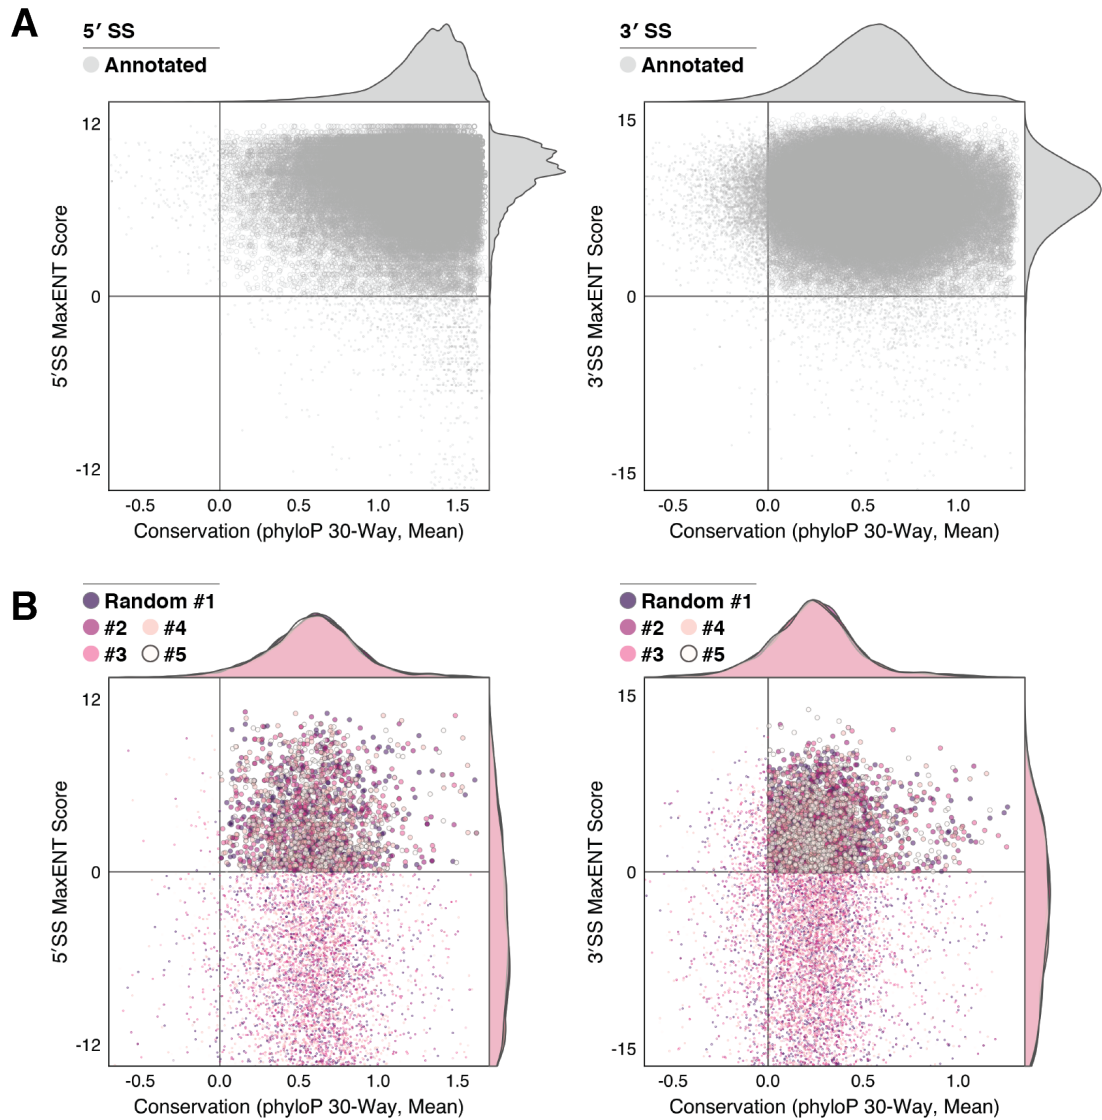 A
5′ SS
Annotated
12
0
-12
5′SS MaxENT Score
-0.5 0.0 0.5 1.0 1.5
Conservation (phyloP 30-Way, Mean)
3′ SS
Annotated
15
0
-15
3′SS MaxENT Score
-0.5 0.0 0.5 1.0
Conservation (phyloP 30-Way, Mean)
B
Random #1
#2 #4
#3 #5
12
0
-12
5′SS MaxENT Score
-0.5 0.0 0.5 1.0 1.5
Conservation (phyloP 30-Way, Mean)
Random #1
#2 #4
#3 #5
15
0
-15
3′SS MaxENT Score
-0.5 0.0 0.5 1.0
Conservation (phyloP 30-Way, Mean)